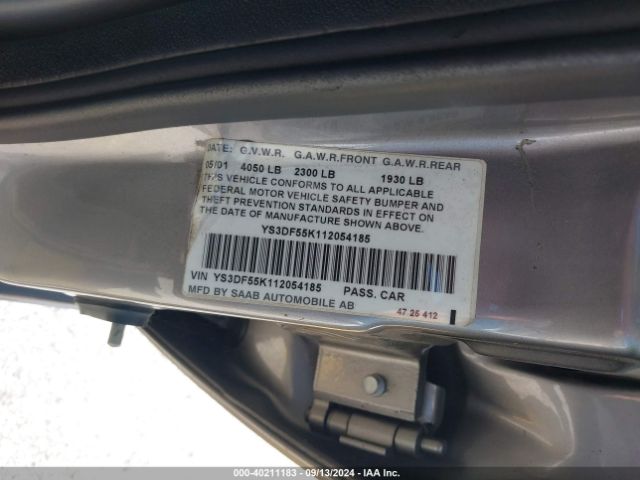 DATE: G.V.W.R. G.A.W.R.FRONT G.A.W.R.REAR
05/01 4050 LB 2300 LB 1930 LB
THIS VEHICLE CONFORMS TO ALL APPLICABLE
FEDERAL MOTOR VEHICLE SAFETY BUMPER AND
THEFT PREVENTION STANDARDS IN EFFECT ON
THE DATE OF MANUFACTURE SHOWN ABOVE.
YS3DF55K112054185
VIN YS3DF55K112054185 PASS. CAR
MFD BY SAAB AUTOMOBILE AB
47 25 412
000-40211183 - 09/13/2024 - IAA Inc.